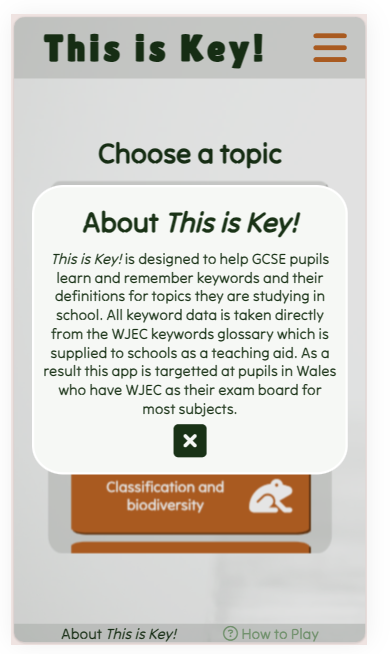 This is Key!
Choose a topic
About This is Key!
This is Key! is designed to help GCSE pupils
learn and remember keywords and their
definitions for topics they are studying in
school. All keyword data is taken directly
from the WJEC keywords glossary which is
supplied to schools as a teaching aid. As a
result this app is targetted at pupils in Wales
who have WJEC as their exam board for
most subjects.
Classification and
biodiversity
About This is Key!
How to Play